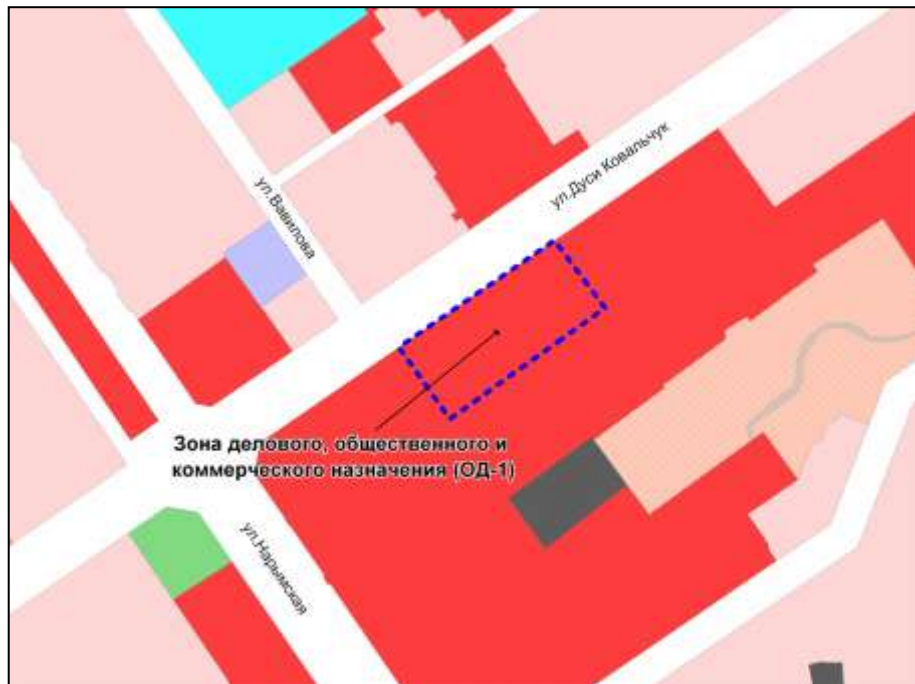 ул.Дуси Ковальчук
ул.Вавилова
Зона делового, общественного и
коммерческого назначения (ОД-1)
ул.Нарымская